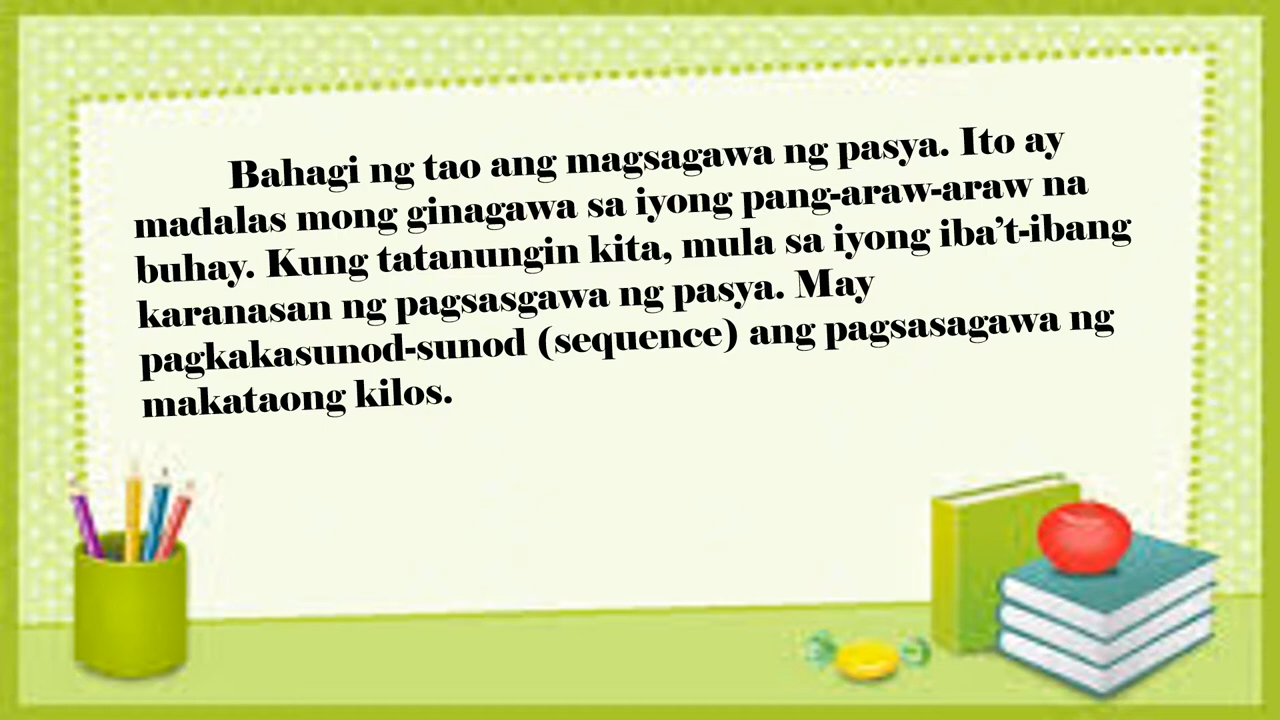 Bahagi ng tao ang magsagawa ng pasya. Ito ay
madalas mong ginagawa sa iyong pang-araw-araw na
buhay. Kung tatanungin kita, mula sa iyong iba’t-ibang
karanasan ng pagsasgawa ng pasya. May
pagkakasunod-sunod (sequence) ang pagsasagawa ng
makataong kilos.